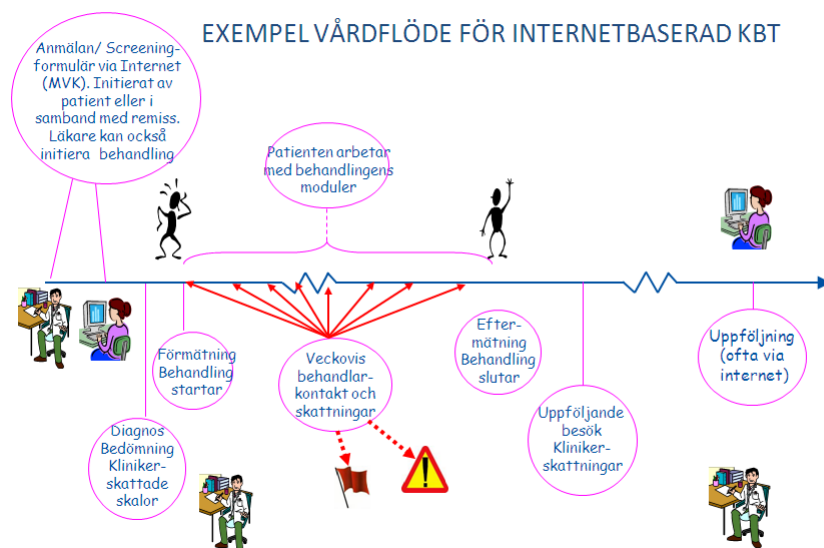 EXEMPEL VÅRDFLÖDE FÖR INTERNETBASERAD KBT
Anmälan/ Screening-
formulär via Internet
(MVK). Initierat av
patient eller i
samband med remiss.
Läkare kan också
initiera behandling
Patienten arbetar
med behandlingens
moduler
Förmätning
Behandling
startar
Veckovis
behandlar-
kontakt och
skattningar
Efter-
mätning
Behandling
slutar
Uppföljning
(ofta via
internet)
Diagnos
Bedömning
Kliniker-
skattade
skalor
Uppföljande
besök
Kliniker-
skattningar